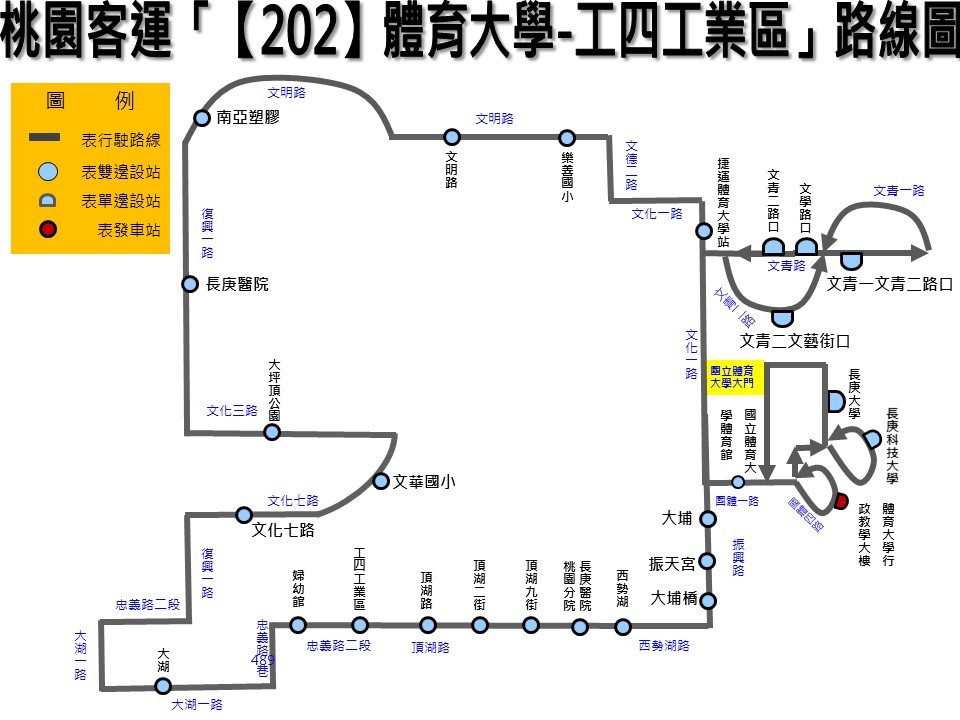 桃園客運「【202】體育大學-工四工業區」路線圖
圖 例
表行駛路線
表雙邊設站
表單邊設站
表發車站
文明路
南亞塑膠
文明路
文明路
樂善國小
文德二路
文化一路
捷運體育大學站
文青二路口
文學路口
文青一路
文青路
文青一文青二路口
文青二路
文青二文藝街口
復興一路
長庚醫院
文化一路
國立體育
大學大門
長庚大學
長庚科技大學
國立體育大
學體育館
大坪頂公園
文化三路
文華國小
文化七路
文化七路
國體一路
國體四路
體育大學行
政教學大樓
大埔
振天宮
振興路
大埔橋
復興一路
忠義路二段
大湖一路
大湖
大湖一路
忠義路
489
巷
婦幼館
工四工業區
忠義路二段
頂湖路
頂湖路
頂湖二街
頂湖九街
長庚醫院
桃園分院
西勢湖
西勢湖路